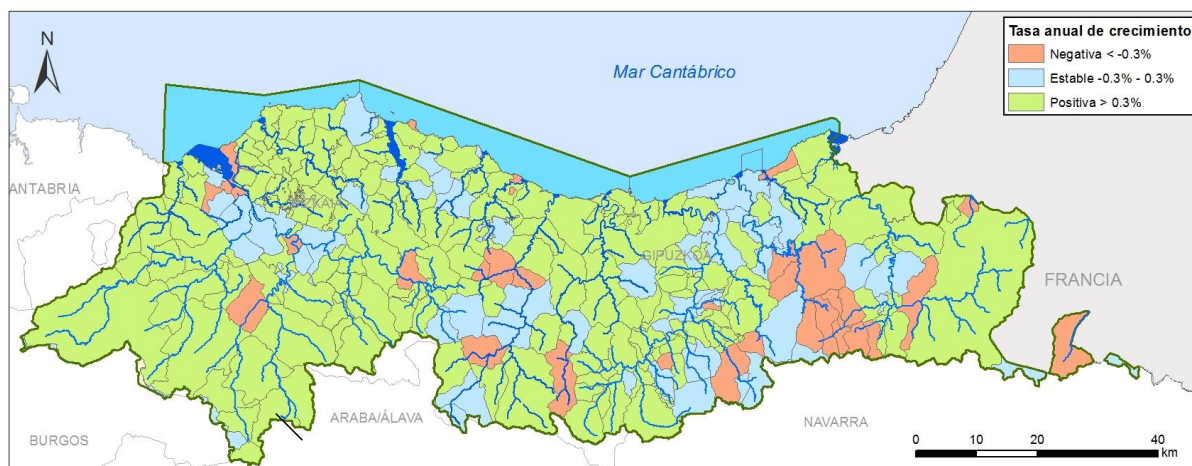 Tasa anual de crecimiento
Negativa < -0.3%
Estable -0.3% - 0.3%
Positiva > 0.3%
N
Mar Cantábrico
ANTABRIA
GIPUZKOA
FRANCIA
ARABA/ÁLAVA
NAVARRA
BURGOS
0 10 20 40
km